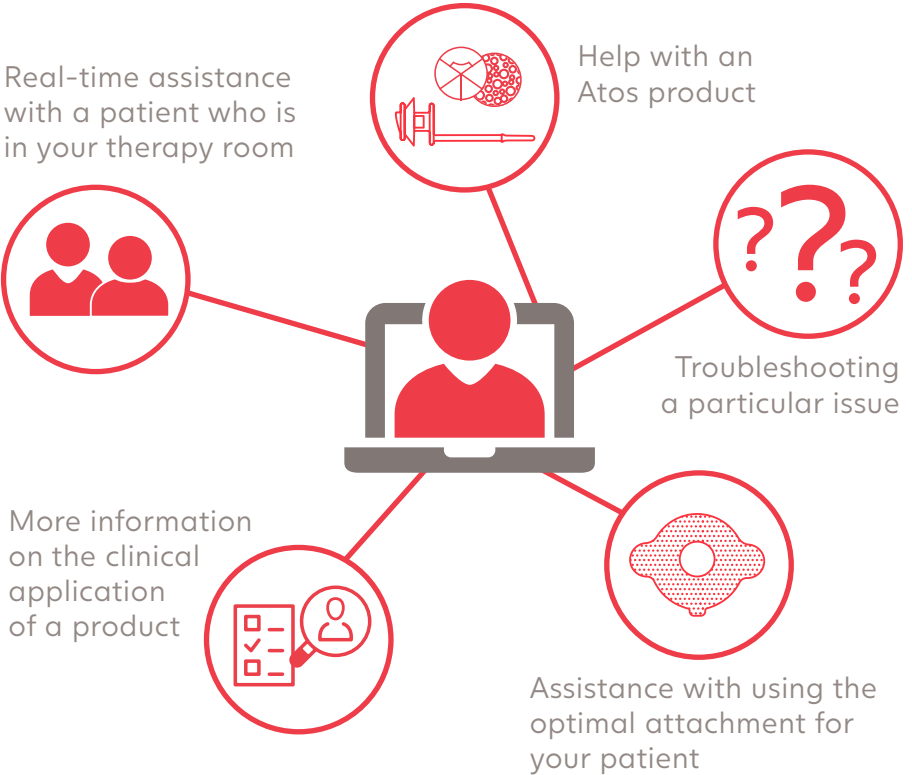 Real-time assistance
with a patient who is
in your therapy room
Help with an
Atos product
Troubleshooting
a particular issue
More information
on the clinical
application
of a product
Assistance with using the
optimal attachment for
your patient